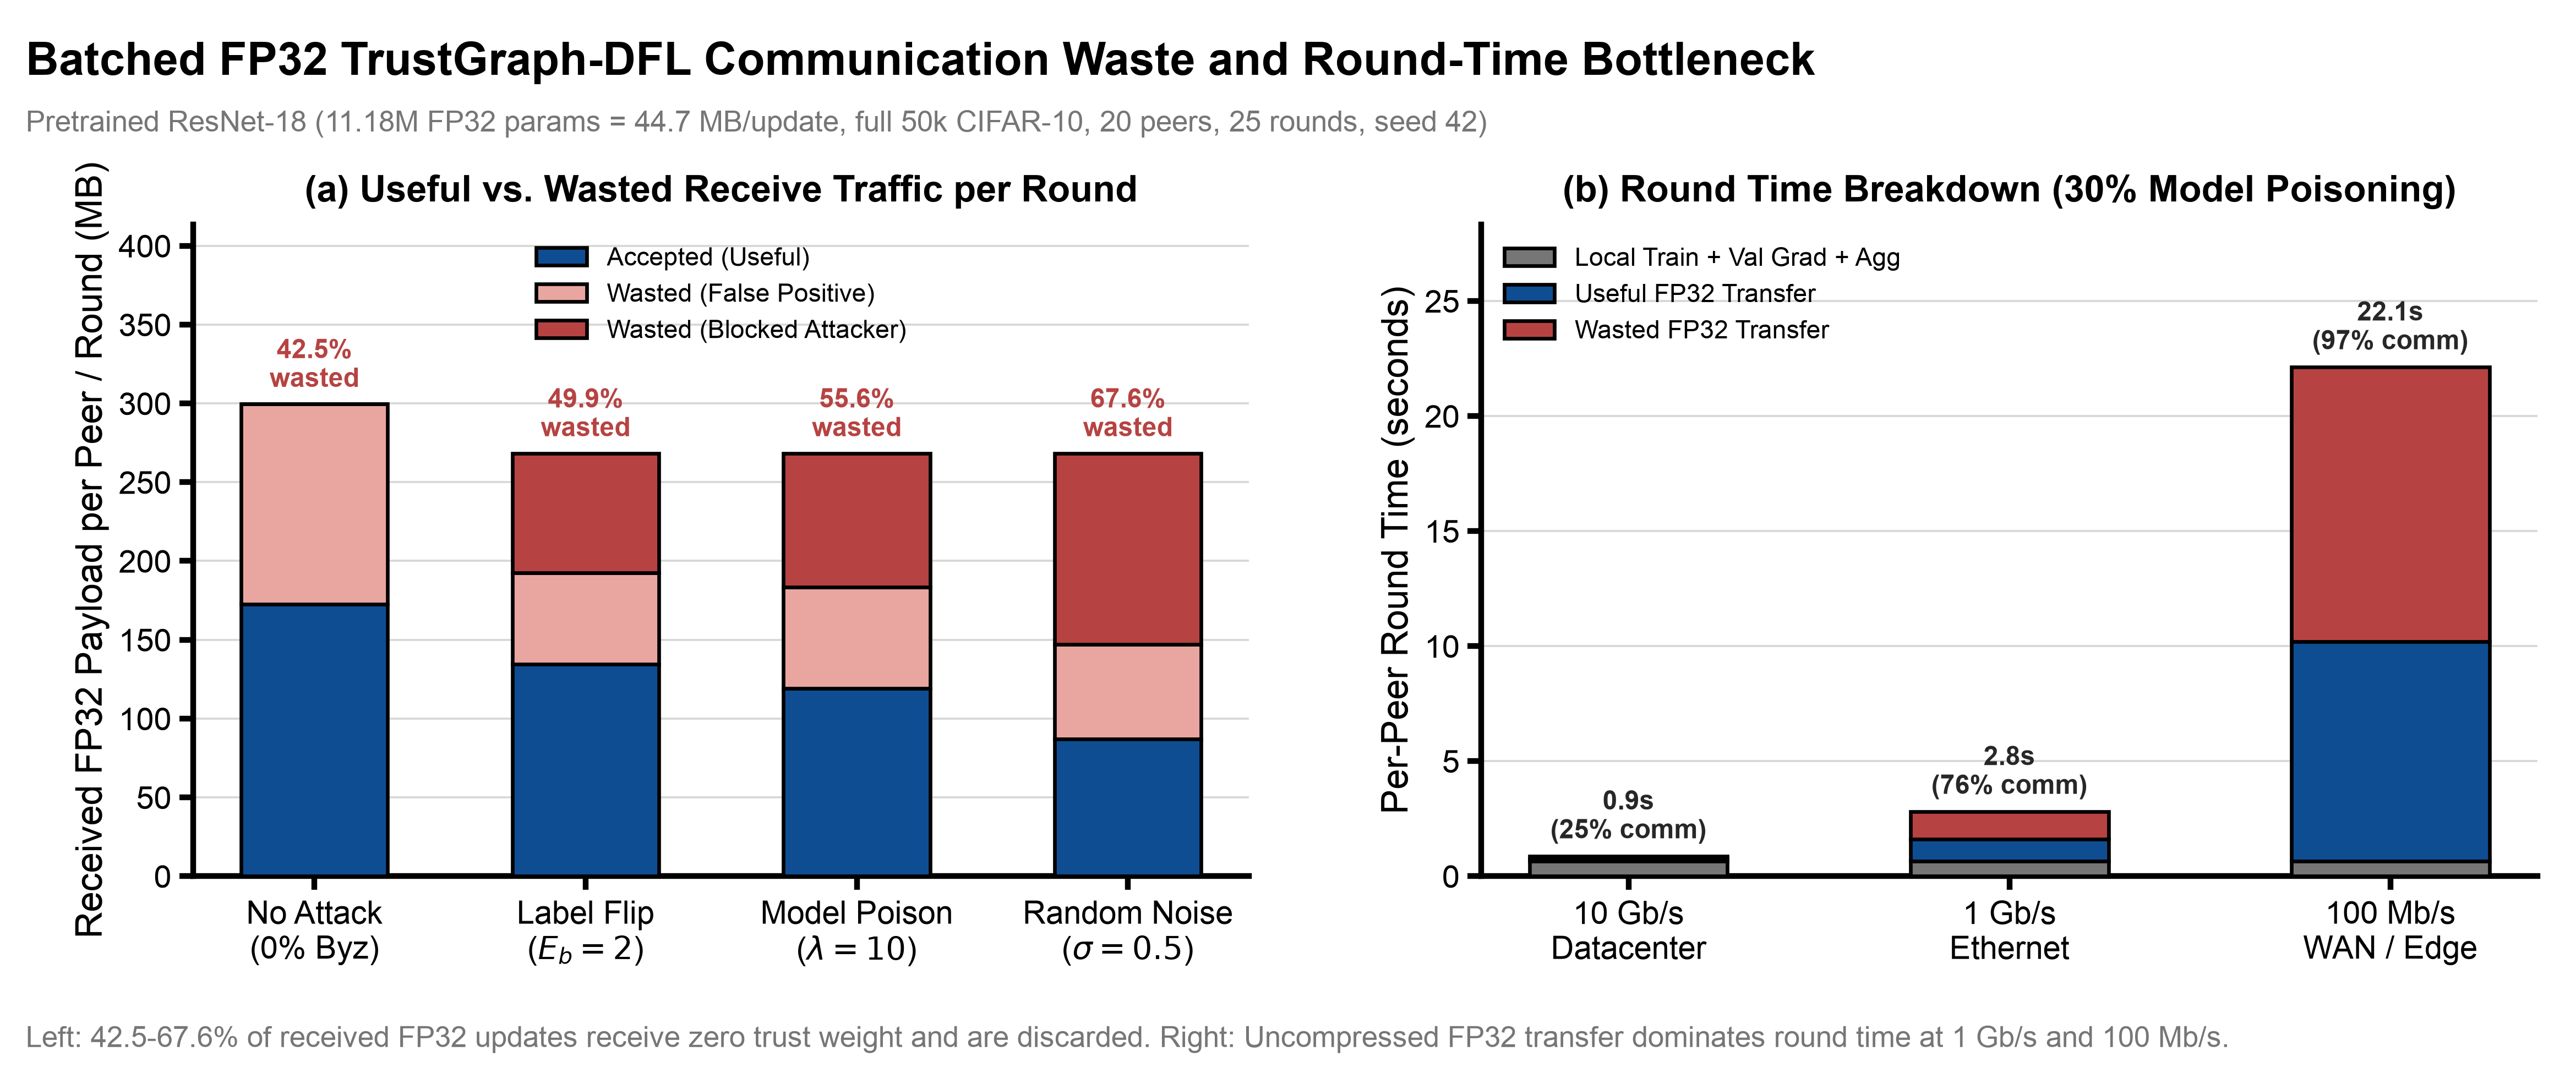 Batched FP32 TrustGraph-DFL Communication Waste and Round-Time Bottleneck
Pretrained ResNet-18 (11.18M FP32 params = 44.7 MB/update, full 50k CIFAR-10, 20 peers, 25 rounds, seed 42)
(a) Useful vs. Wasted Receive Traffic per Round
Received FP32 Payload per Peer / Round (MB)
400
350
300
250
200
150
100
50
0
Accepted (Useful)
Wasted (False Positive)
Wasted (Blocked Attacker)
42.5%
wasted
49.9%
wasted
55.6%
wasted
67.6%
wasted
No Attack
(0% Byz)
Label Flip
(E_b = 2)
Model Poison
(λ = 10)
Random Noise
(σ = 0.5)
(b) Round Time Breakdown (30% Model Poisoning)
Per-Peer Round Time (seconds)
25
20
15
10
5
0
Local Train + Val Grad + Agg
Useful FP32 Transfer
Wasted FP32 Transfer
0.9s
(25% comm)
2.8s
(76% comm)
22.1s
(97% comm)
10 Gb/s
Datacenter
1 Gb/s
Ethernet
100 Mb/s
WAN / Edge
Left: 42.5-67.6% of received FP32 updates receive zero trust weight and are discarded. Right: Uncompressed FP32 transfer dominates round time at 1 Gb/s and 100 Mb/s.